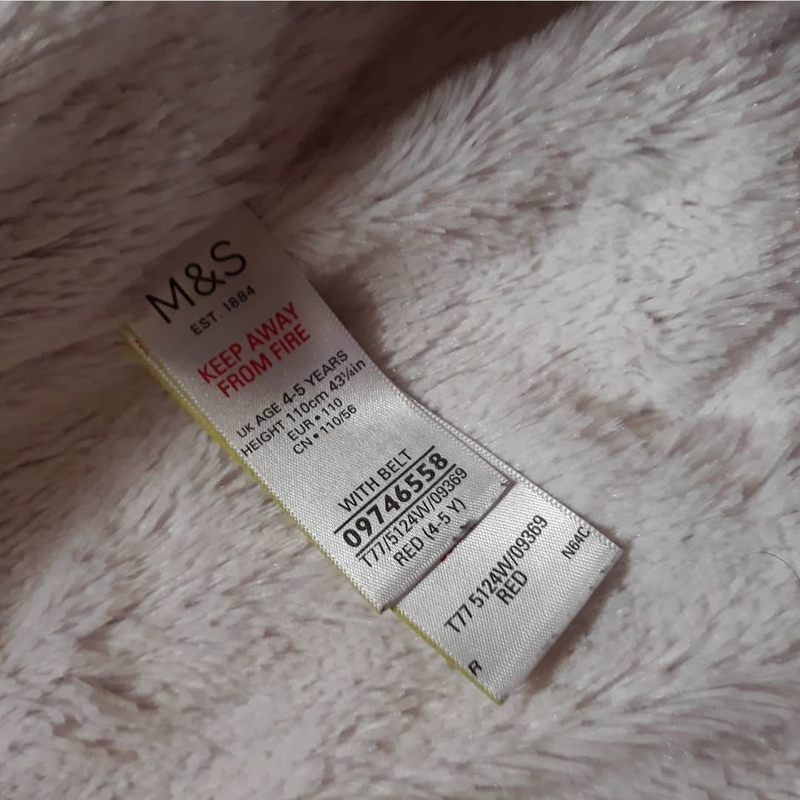 M&S
EST. 1884
KEEP AWAY
FROM FIRE
UK AGE 4-5 YEARS
HEIGHT 110cm 43¼in
EUR • 110
CN • 110/56
WITH BELT
09746558
T77/5124W/09369
RED (4-5 Y)
T77 5124W/09369
RED
N64C
R